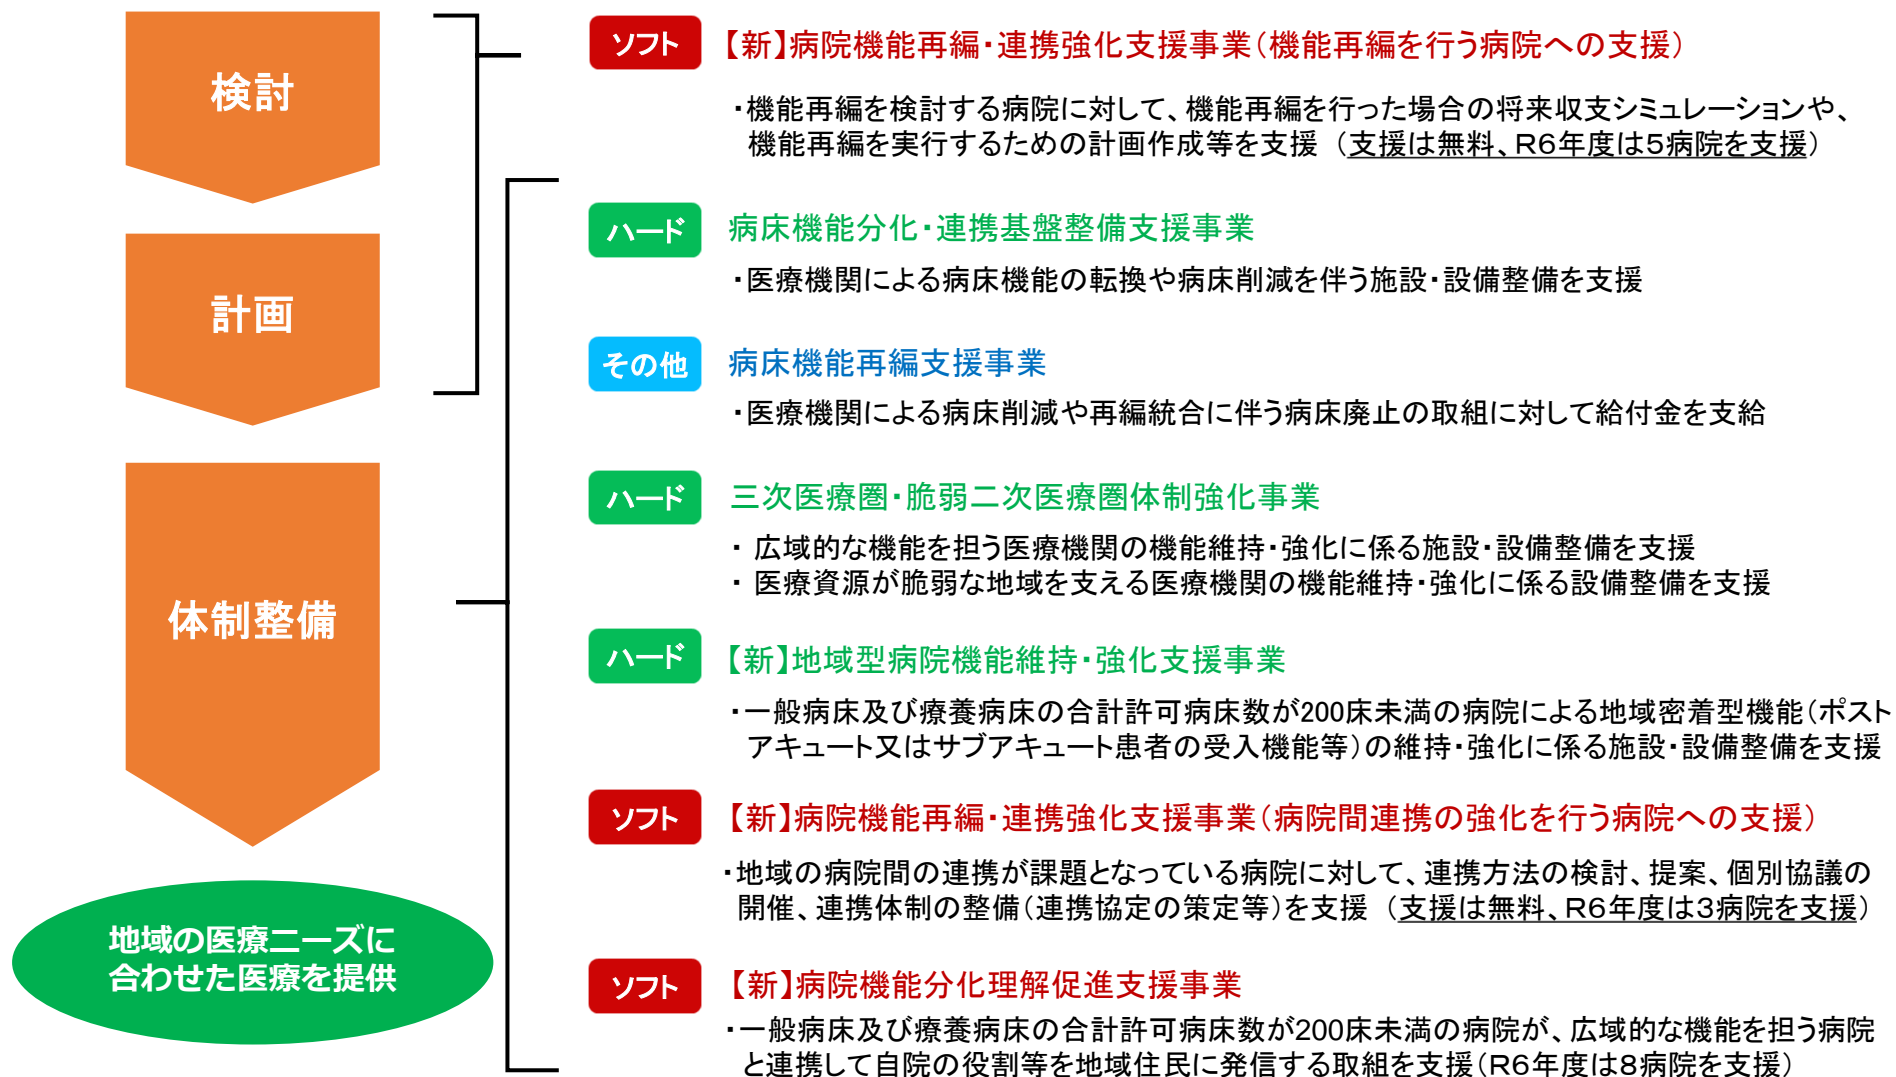 検討
計画
体制整備
地域の医療ニーズに
合わせた医療を提供
ソフト 【新】病院機能再編・連携強化支援事業(機能再編を行う病院への支援)
・機能再編を検討する病院に対して、機能再編を行った場合の将来収支シミュレーションや、
機能再編を実行するための計画作成等を支援 (支援は無料、R6年度は5病院を支援)
ハード 病床機能分化・連携基盤整備支援事業
・医療機関による病床機能の転換や病床削減を伴う施設・設備整備を支援
その他 病床機能再編支援事業
・医療機関による病床削減や再編統合に伴う病床廃止の取組に対して給付金を支給
ハード 三次医療圏・脆弱二次医療圏体制強化事業
・ 広域的な機能を担う医療機関の機能維持・強化に係る施設・設備整備を支援
・ 医療資源が脆弱な地域を支える医療機関の機能維持・強化に係る設備整備を支援
ハード 【新】地域型病院機能維持・強化支援事業
・一般病床及び療養病床の合計許可病床数が200床未満の病院による地域密着型機能(ポスト
アキュート又はサブアキュート患者の受入機能等)の維持・強化に係る施設・設備整備を支援
ソフト 【新】病院機能再編・連携強化支援事業(病院間連携の強化を行う病院への支援)
・地域の病院間の連携が課題となっている病院に対して、連携方法の検討、提案、個別協議の
開催、連携体制の整備(連携協定の策定等)を支援 (支援は無料、R6年度は3病院を支援)
ソフト 【新】病院機能分化理解促進支援事業
・一般病床及び療養病床の合計許可病床数が200床未満の病院が、広域的な機能を担う病院
と連携して自院の役割等を地域住民に発信する取組を支援(R6年度は8病院を支援)